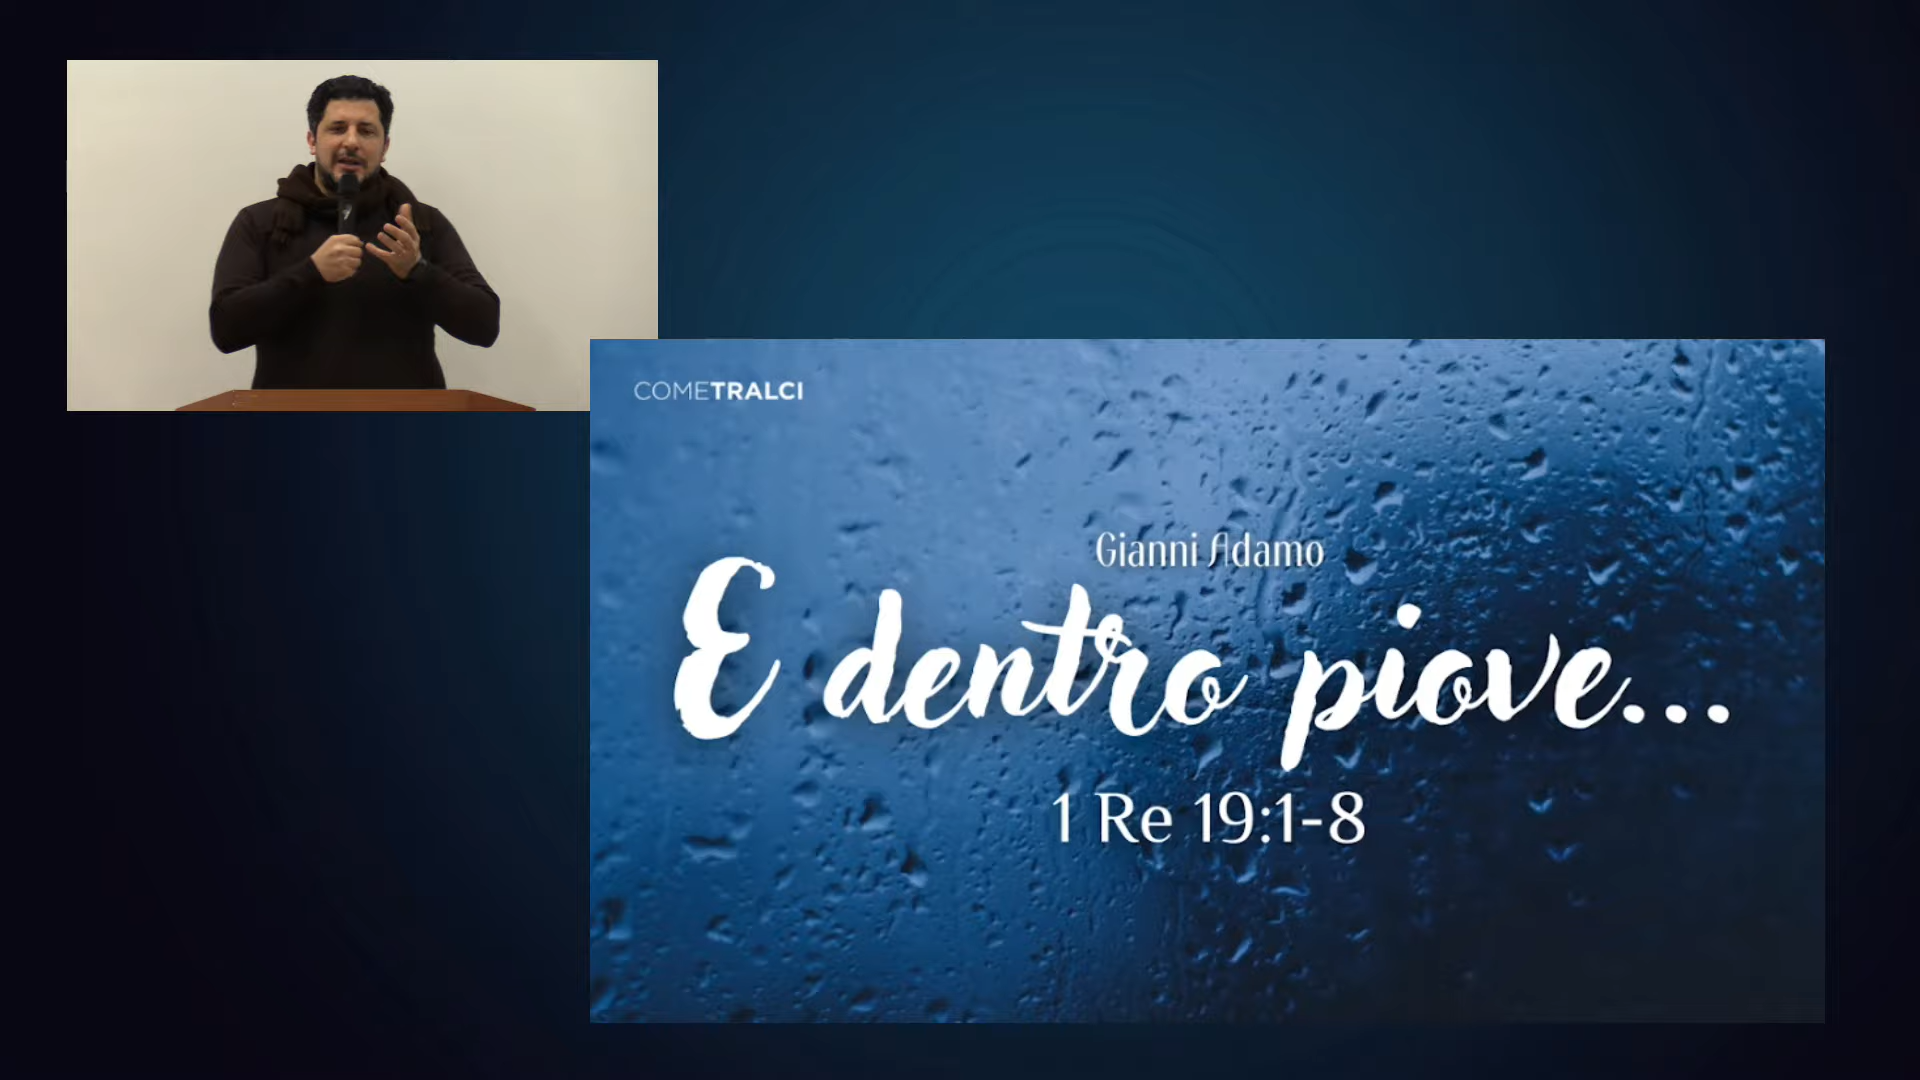 COMETRALCI
Gianni Adamo
E dentro piove...
1 Re 19:1-8